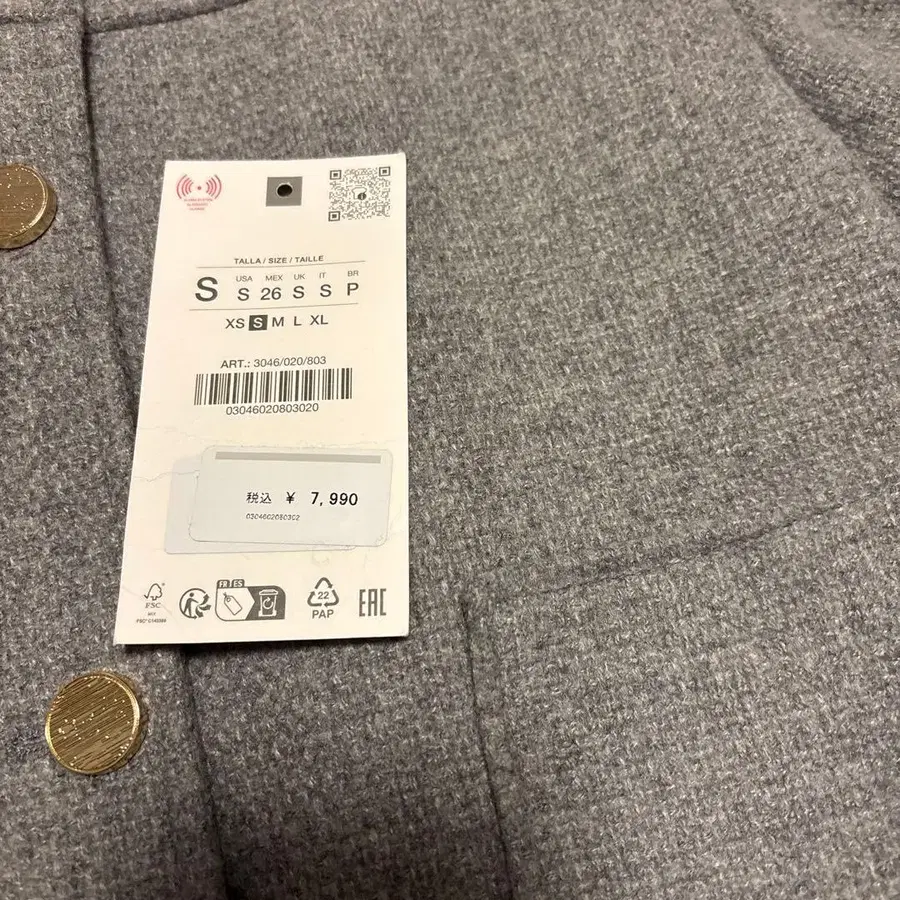 TALLA / SIZE / TAILLE
USA MEX UK IT BR
S S 26 S S P
XS S M L XL
ART.: 3046/020/803
03046020803020
税込 ¥ 7,990
FR ES
FSC
22
PAP
EAC